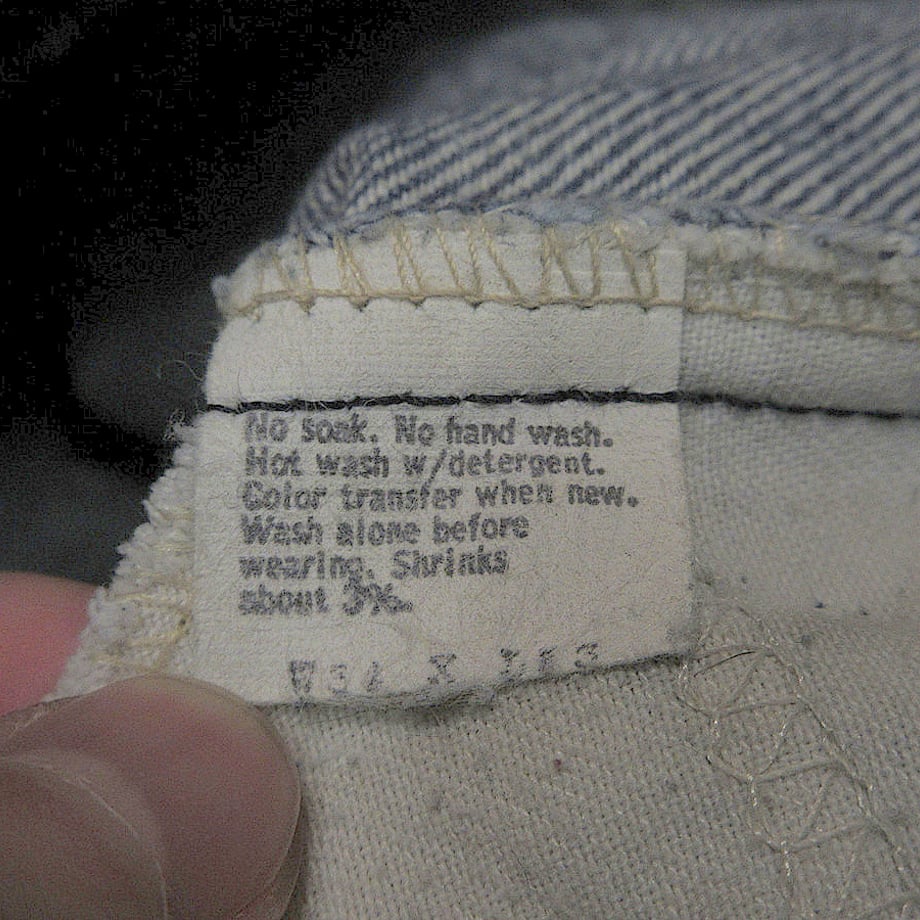 No soak. No hand wash.
Hot wash w/detergent.
Color transfer when new.
Wash alone before
wearing. Shrinks
about 3%.
W34 X